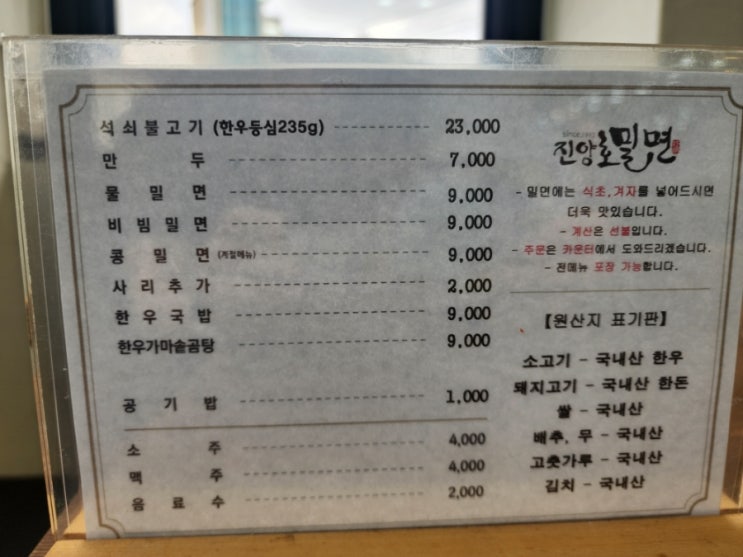 석쇠불고기 (한우등심235g) 23,000
만두 7,000
물밀면 9,000
비빔밀면 9,000
콩밀면 (계절메뉴) 9,000
사리추가 2,000
한우국밥 9,000
한우가마솥곰탕 9,000
공기밥 1,000
소주 4,000
맥주 4,000
음료수 2,000
since
진양호밀면
- 밀면에는 식초,겨자를 넣어드시면
더욱 맛있습니다.
- 계산은 선불입니다.
- 주문은 카운터에서 도와드리겠습니다.
- 전메뉴 포장 가능합니다.
【원산지 표기판】
소고기 - 국내산 한우
돼지고기 - 국내산 한돈
쌀 - 국내산
배추, 무 - 국내산
고춧가루 - 국내산
김치 - 국내산